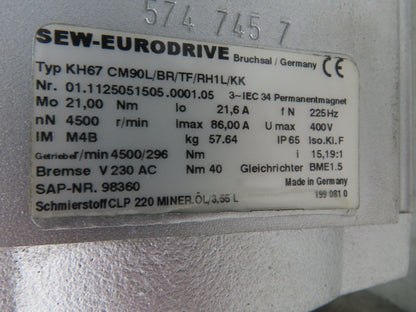 574 745 7
SEW-EURODRIVE Bruchsal / Germany CE
Typ KH67 CM90L/BR/TF/RH1L/KK
Nr. 01.1125051505.0001.05 3~IEC 34 Permanentmagnet
Mo 21,00 Nm Io 21,6 A f 225Hz
nN 4500 r/min Imax 86,00 A U max 400V
IM M4B kg 57.64 IP 65 Iso.Kl.F
Getriebe r/min 4500/296 Nm i 15,19:1
Bremse V 230 AC Nm 40 Gleichrichter BME1.5
SAP-NR. 98360 Made in Germany
Schmierstoff CLP 220 MINER.ÖL/3,55 L 199 081 0